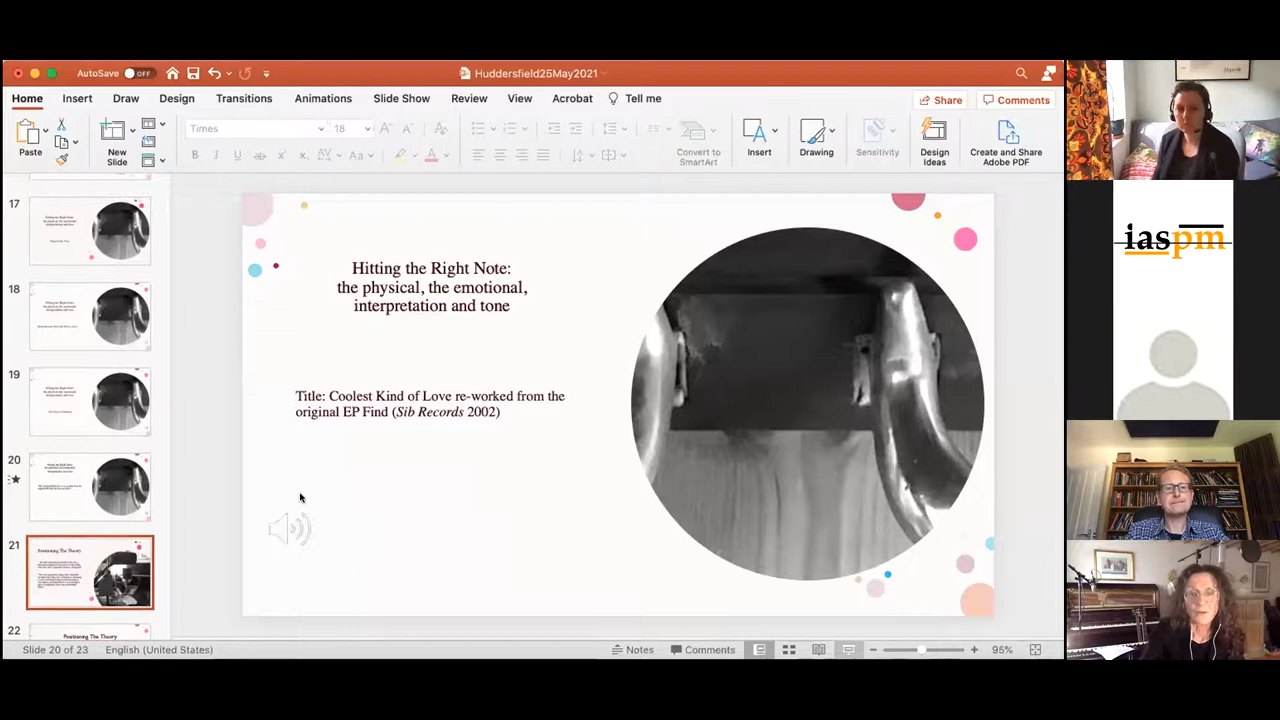 AutoSave OFF
Huddersfield25May2021
Home Insert Draw Design Transitions Animations Slide Show Review View Acrobat Tell me
Share Comments
Paste
New
Slide
Times 18
B I U
Convert to
SmartArt
Insert
Drawing
Sensitivity
Design
Ideas
Create and Share
Adobe PDF
17
18
19
20
21
Positioning The Theory
22
Positioning The Theory
Hitting the Right Note:
the physical, the emotional,
interpretation and tone
Title: Coolest Kind of Love re-worked from the
original EP Find (Sib Records 2002)
Slide 20 of 23 English (United States)
Notes Comments 95%
iaspm